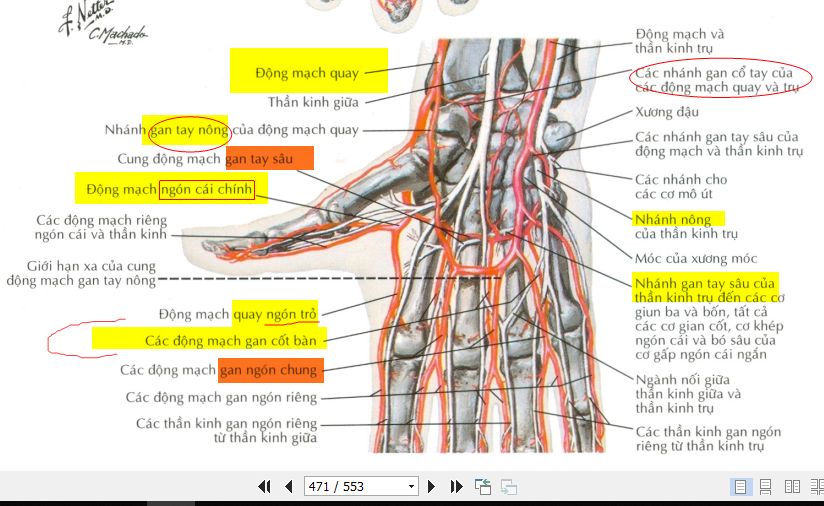 F. Netter
M.D.
C. Machado
M.D.
Động mạch quay
Thần kinh giữa
Nhánh gan tay nông của động mạch quay
Cung động mạch gan tay sâu
Động mạch ngón cái chính
Các động mạch riêng
ngón cái và thần kinh
Giới hạn xa của cung
động mạch gan tay nông
Động mạch quay ngón trỏ
Các động mạch gan cốt bàn
Các động mạch gan ngón chung
Các động mạch gan ngón riêng
Các thần kinh gan ngón riêng
từ thần kinh giữa
Động mạch và
thần kinh trụ
Các nhánh gan cổ tay của
các động mạch quay và trụ
Xương đậu
Các nhánh gan tay sâu của
động mạch và thần kinh trụ
Các nhánh cho
các cơ mô út
Nhánh nông
của thần kinh trụ
Móc của xương móc
Nhánh gan tay sâu của
thần kinh trụ đến các cơ
giun ba và bốn, tất cả
các cơ gian cốt, cơ khép
ngón cái và bó sâu của
cơ gấp ngón cái ngắn
Ngành nối giữa
thần kinh giữa và
thần kinh trụ
Các thần kinh gan ngón
riêng từ thần kinh trụ
471 / 553